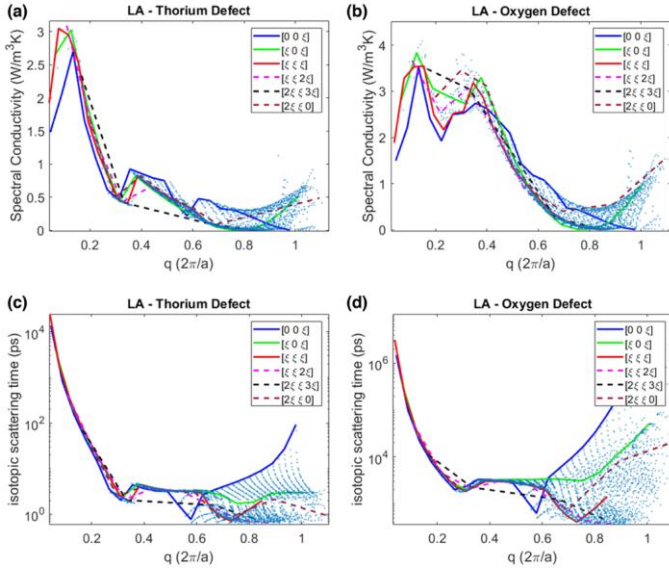 (a)
LA - Thorium Defect
Spectral Conductivity (W/m³K)
3
2.5
2
1.5
1
0.5
0
0.2
0.4
0.6
0.8
1
q (2π/a)
[0 0 ξ]
[ξ 0 ξ]
[ξ ξ ξ]
[ξ ξ 2ξ]
[2ξ ξ 3ξ]
[2ξ ξ 0]
(b)
LA - Oxygen Defect
Spectral Conductivity (W/m³K)
4
3
2
1
0
0.2
0.4
0.6
0.8
1
q (2π/a)
[0 0 ξ]
[ξ 0 ξ]
[ξ ξ ξ]
[ξ ξ 2ξ]
[2ξ ξ 3ξ]
[2ξ ξ 0]
(c)
LA - Thorium Defect
isotopic scattering time (ps)
10⁴
10²
10⁰
0.2
0.4
0.6
0.8
1
q (2π/a)
[0 0 ξ]
[ξ 0 ξ]
[ξ ξ ξ]
[ξ ξ 2ξ]
[2ξ ξ 3ξ]
[2ξ ξ 0]
(d)
LA - Oxygen Defect
isotopic scattering time (ps)
10⁶
10⁴
0.2
0.4
0.6
0.8
1
q (2π/a)
[0 0 ξ]
[ξ 0 ξ]
[ξ ξ ξ]
[ξ ξ 2ξ]
[2ξ ξ 3ξ]
[2ξ ξ 0]